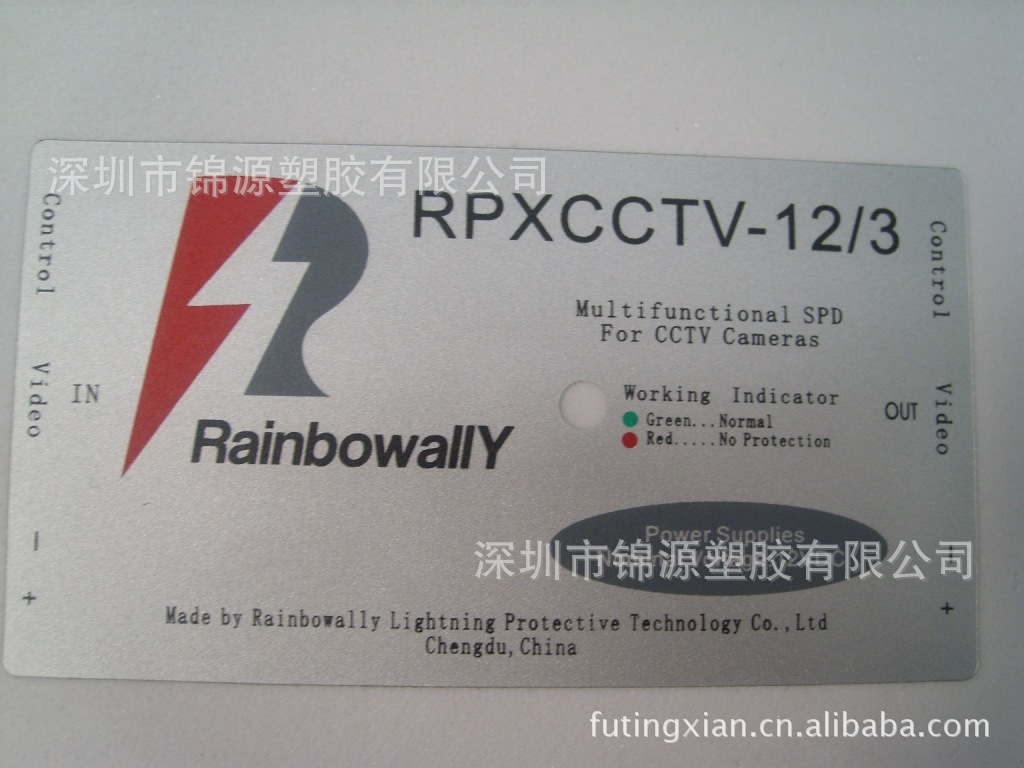 深圳市锦源塑胶有限公司
RPXCCTV-12/3
Control
Control
Multifunctional SPD
For CCTV Cameras
Video
IN
Working Indicator
Green...Normal
Red.....No Protection
OUT
Video
RainbowallY
Power Supplies
深圳市锦源塑胶有限公司
—
+
+
Made by Rainbowally Lightning Protective Technology Co.,Ltd
Chengdu,China
futingxian.cn.alibaba.com